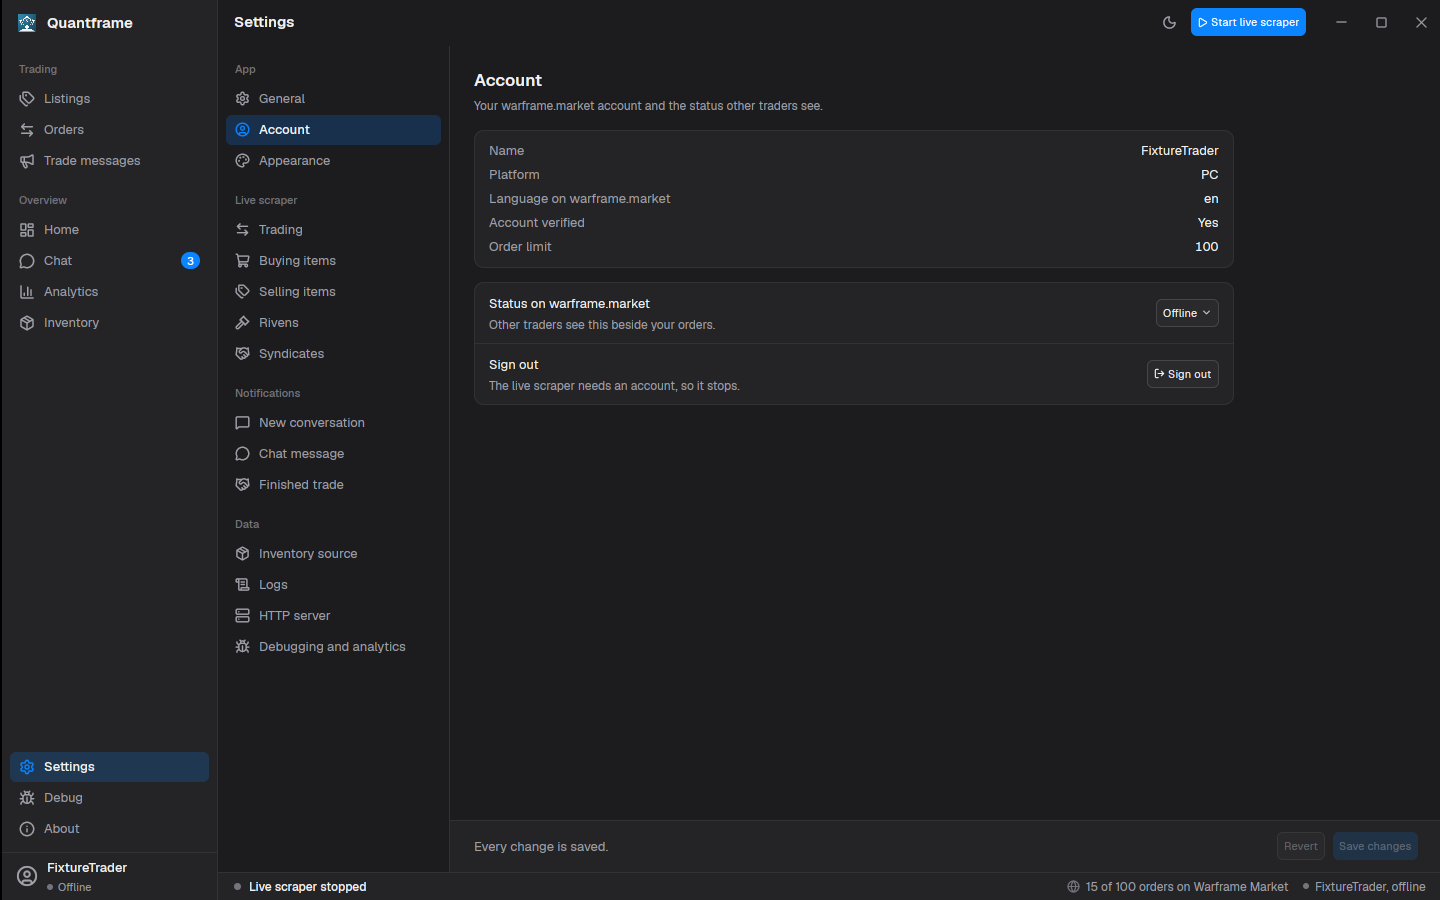 Quantframe
Trading
Listings
Orders
Trade messages
Overview
Home
Chat
3
Analytics
Inventory
Settings
Debug
About
FixtureTrader
Offline
Settings
Start live scraper
App
General
Account
Appearance
Live scraper
Trading
Buying items
Selling items
Rivens
Syndicates
Notifications
New conversation
Chat message
Finished trade
Data
Inventory source
Logs
HTTP server
Debugging and analytics
Account
Your warframe.market account and the status other traders see.
Name FixtureTrader
Platform PC
Language on warframe.market en
Account verified Yes
Order limit 100
Status on warframe.market
Other traders see this beside your orders.
Offline
Sign out
The live scraper needs an account, so it stops.
Sign out
Every change is saved.
Revert
Save changes
Live scraper stopped
15 of 100 orders on Warframe Market
FixtureTrader, offline